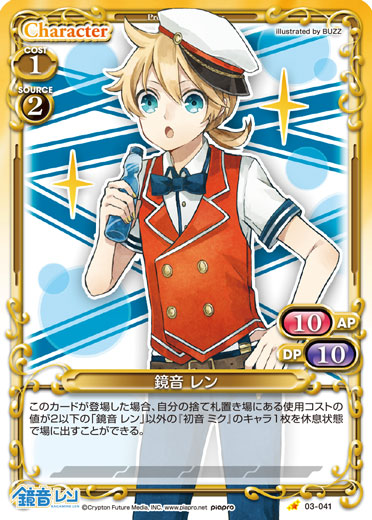 Character
illustrated by BUZZ
COST
1
SOURCE
2
10 AP
DP 10
鏡音 レン
このカードが登場した場合、自分の捨て札置き場にある使用コストの
値が2以下の「鏡音 レン」以外の『初音 ミク』のキャラ1枚を休息状態
で場に出すことができる。
鏡音 レン
KAGAMINE LEN
©Crypton Future Media, INC. www.piapro.net piapro
03-041